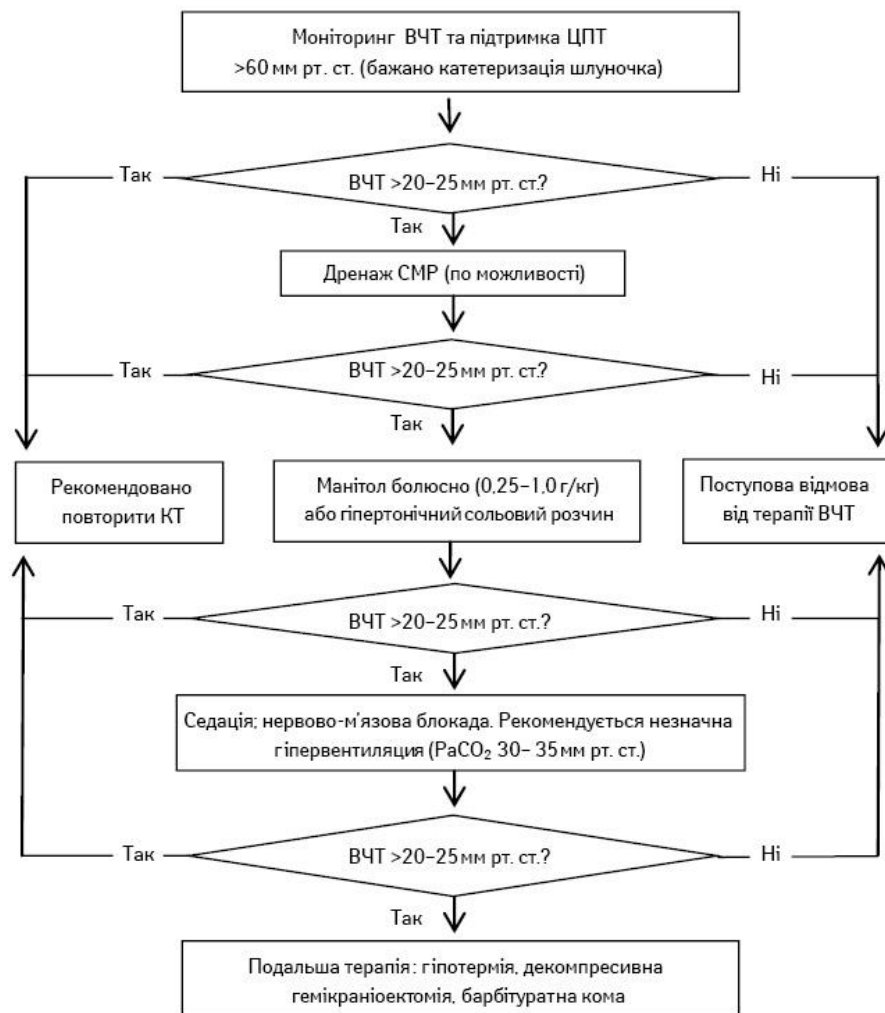 Моніторинг ВЧТ та підтримка ЦПТ
>60 мм рт. ст. (бажано катетеризація шлуночка)
Так
ВЧТ >20–25 мм рт. ст.?
Ні
Так
Дренаж СМР (по можливості)
Так
ВЧТ >20–25 мм рт. ст.?
Ні
Так
Рекомендовано
повторити КТ
Манітол болюсно (0,25–1,0 г/кг)
або гіпертонічний сольовий розчин
Поступова відмова
від терапії ВЧТ
Так
ВЧТ >20–25 мм рт. ст.?
Ні
Так
Седація; нервово-м’язова блокада. Рекомендується незначна
гіпервентиляция (PaCO₂ 30– 35 мм рт. ст.)
Так
ВЧТ >20–25 мм рт. ст.?
Ні
Так
Подальша терапія: гіпотермія, декомпресивна
гемікраніоектомія, барбітуратна кома